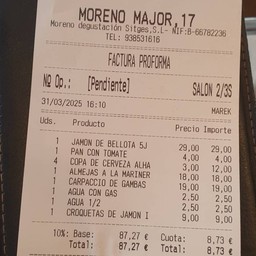 MORENO MAJOR,17
Moreno degustación Sitges,S.L- NIF:B-66782236
TEL: 938531616
FACTURA PROFORMA
Nº Op.: [Pendiente] SALON 2/3S
31/03/2025 16:10 MAREK
Uds. Producto Precio Importe
1 JAMON DE BELLOTA 5J 29,00 29,00
1 PAN CON TOMATE 4,00 4,00
4 COPA DE CERVEZA ALHA 3,00 12,00
1 ALMEJAS A LA MARINER 18,00 18,00
1 CARPACCIO DE GAMBAS 19,00 19,00
1 AGUA CON GAS 2,50 2,50
1 AGUA 1/2 2,50 2,50
1 CROQUETAS DE JAMON I 9,00 9,00
10%: Base: 87,27 € Cuota: 8,73 €
Total: 87,27 € Total: 8,73 €